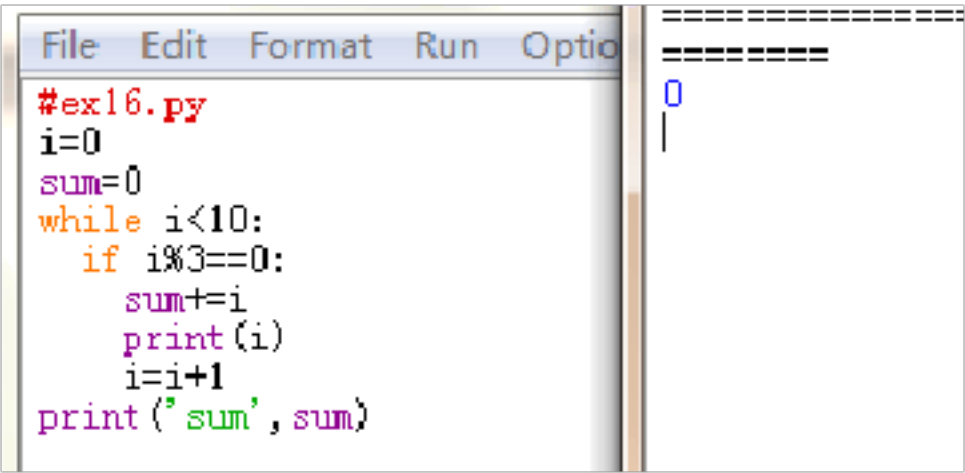 File Edit Format Run Optio
#ex16.py
i=0
sum=0
while i<10:
  if i%3==0:
    sum+=i
    print(i)
    i=i+1
print('sum',sum)
===============
========
0